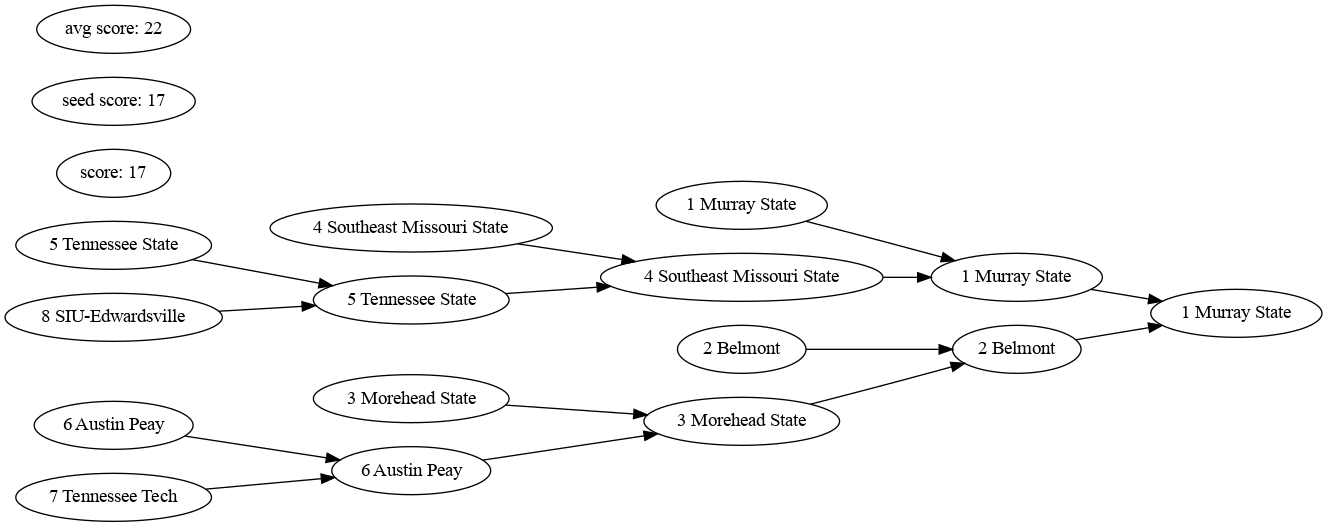 avg score: 22
seed score: 17
score: 17
5 Tennessee State
8 SIU-Edwardsville
6 Austin Peay
7 Tennessee Tech
4 Southeast Missouri State
5 Tennessee State
3 Morehead State
6 Austin Peay
1 Murray State
4 Southeast Missouri State
2 Belmont
3 Morehead State
1 Murray State
2 Belmont
1 Murray State